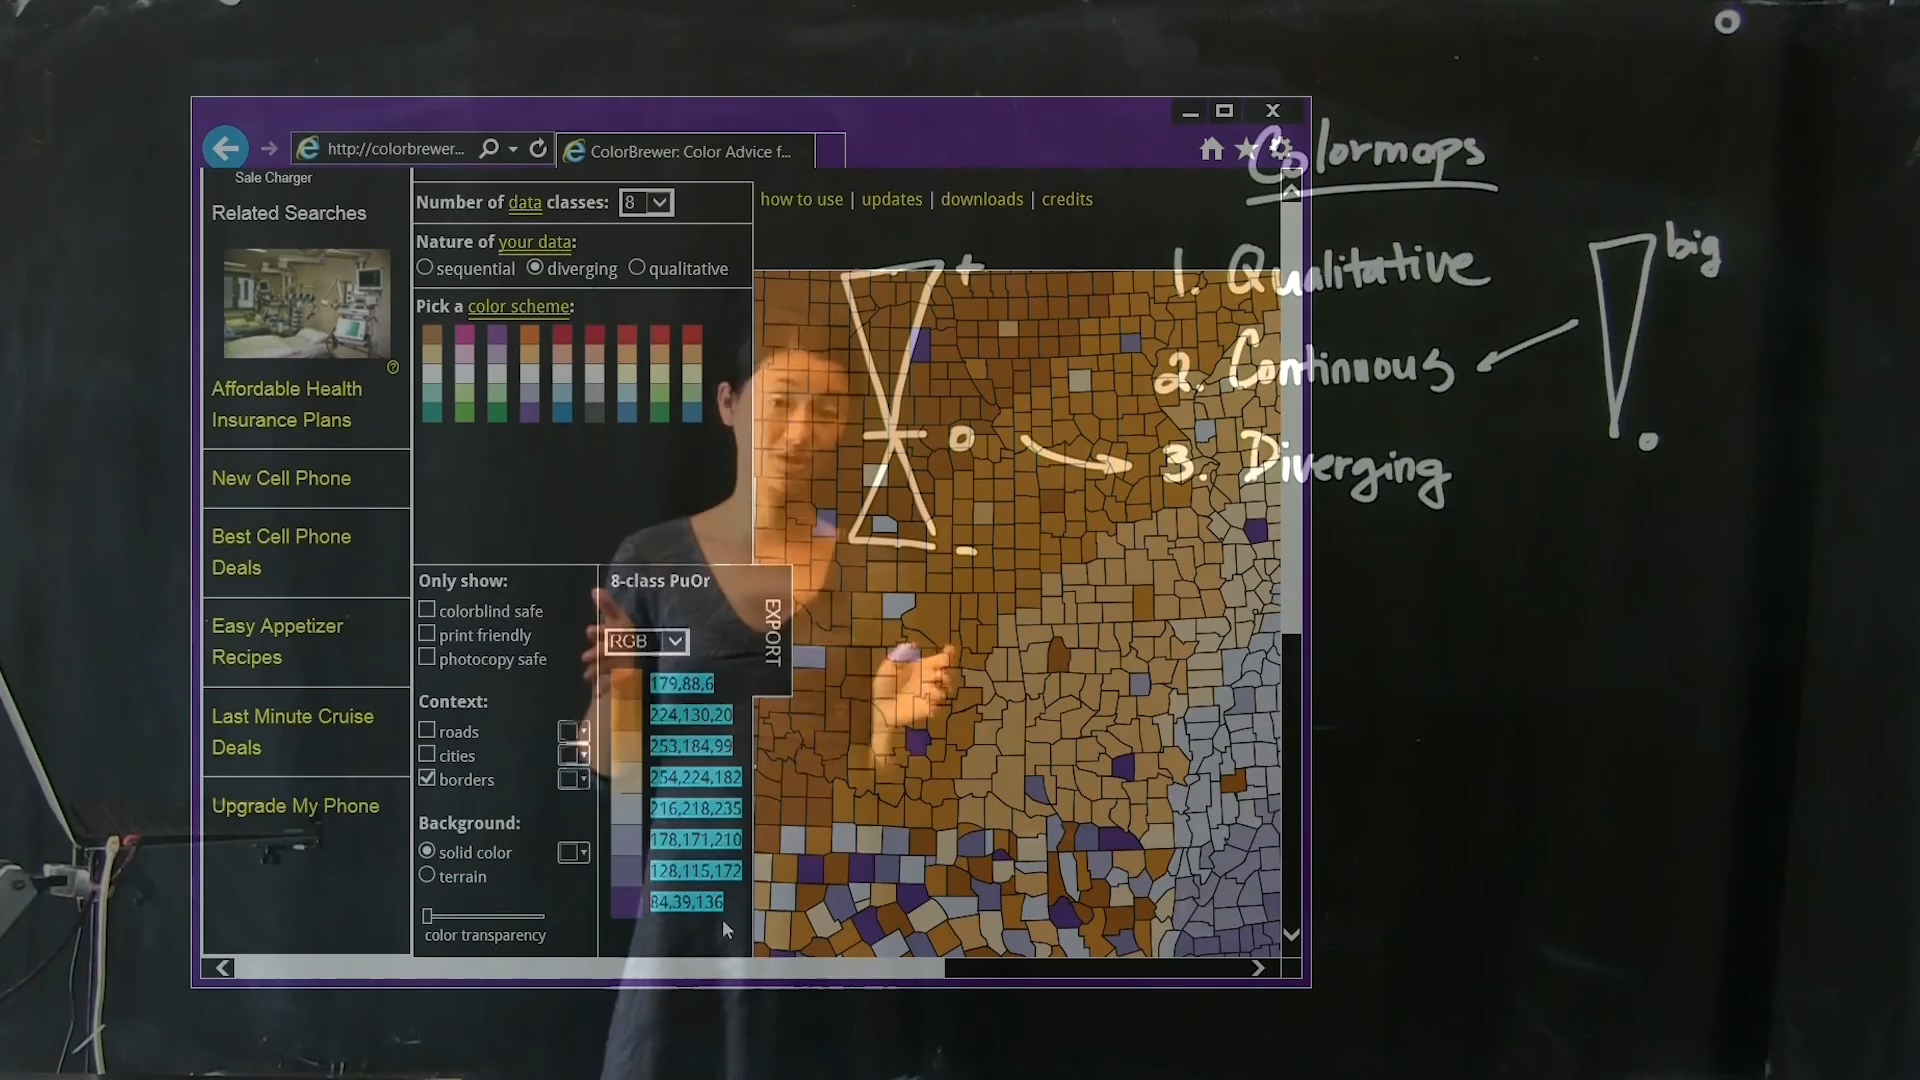 http://colorbrewer...
ColorBrewer: Color Advice f...
Sale Charger
Related Searches
Affordable Health
Insurance Plans
New Cell Phone
Best Cell Phone
Deals
Easy Appetizer
Recipes
Last Minute Cruise
Deals
Upgrade My Phone
Number of data classes: 8
how to use | updates | downloads | credits
Nature of your data:
sequential diverging qualitative
Pick a color scheme:
Only show:
colorblind safe
print friendly
photocopy safe
Context:
roads
cities
borders
Background:
solid color
terrain
color transparency
8-class PuOr
RGB
EXPORT
179,88,6
224,130,20
253,184,99
254,224,182
216,218,235
178,171,210
128,115,172
84,39,136
+
0
-
Colormaps
1. Qualitative
2. Continuous
3. Diverging
big
0